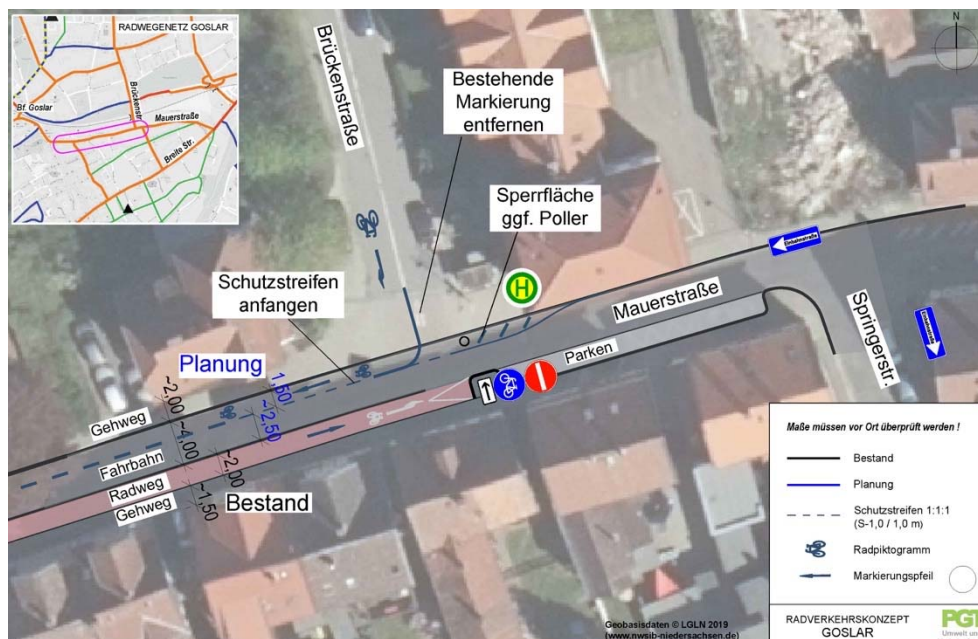 RADWEGENETZ GOSLAR
Brückenstr.
Bf. Goslar
Mauerstraße
Breite Str.
Brückenstraße
Bestehende
Markierung
entfernen
Sperrfläche
ggf. Poller
N
Schutzstreifen
anfangen
H
Einbahnstraße
Mauerstraße
Springerstr.
Einbahnstraße
Parken
Planung
1,50
~2,50
~2,00
~4,00
~2,00
~1,50
Gehweg
Fahrbahn
Radweg
Gehweg
Bestand
Maße müssen vor Ort überprüft werden !
Bestand
Planung
Schutzstreifen 1:1:1
(S-1,0 / 1,0 m)
Radpiktogramm
Markierungspfeil
RADVERKEHRSKONZEPT
GOSLAR
Geobasisdaten © LGLN 2019
(www.nwsib-niedersachsen.de)